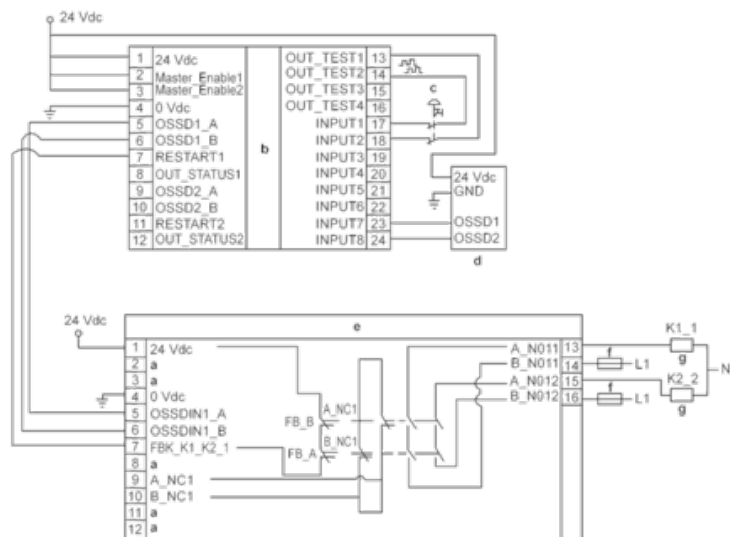 24 Vdc
1 24 Vdc
2 Master_Enable1
3 Master_Enable2
4 0 Vdc
5 OSSD1_A
6 OSSD1_B
7 RESTART1
8 OUT_STATUS1
9 OSSD2_A
10 OSSD2_B
11 RESTART2
12 OUT_STATUS2
b
OUT_TEST1 13
OUT_TEST2 14
OUT_TEST3 15
OUT_TEST4 16
INPUT1 17
INPUT2 18
INPUT3 19
INPUT4 20
INPUT5 21
INPUT6 22
INPUT7 23
INPUT8 24
c
24 Vdc
GND
OSSD1
OSSD2
d
24 Vdc
e
1 24 Vdc
2 a
3 a
4 0 Vdc
5 OSSDIN1_A
6 OSSDIN1_B
7 FBK_K1_K2_1
8 a
9 A_NC1
10 B_NC1
11 a
12 a
A_NC1
FB_B
B_NC1
FB_A
A_N011 13
B_N011 14
A_N012 15
B_N012 16
K1_1
f
g
L1
N
K2_2
f
g
L1